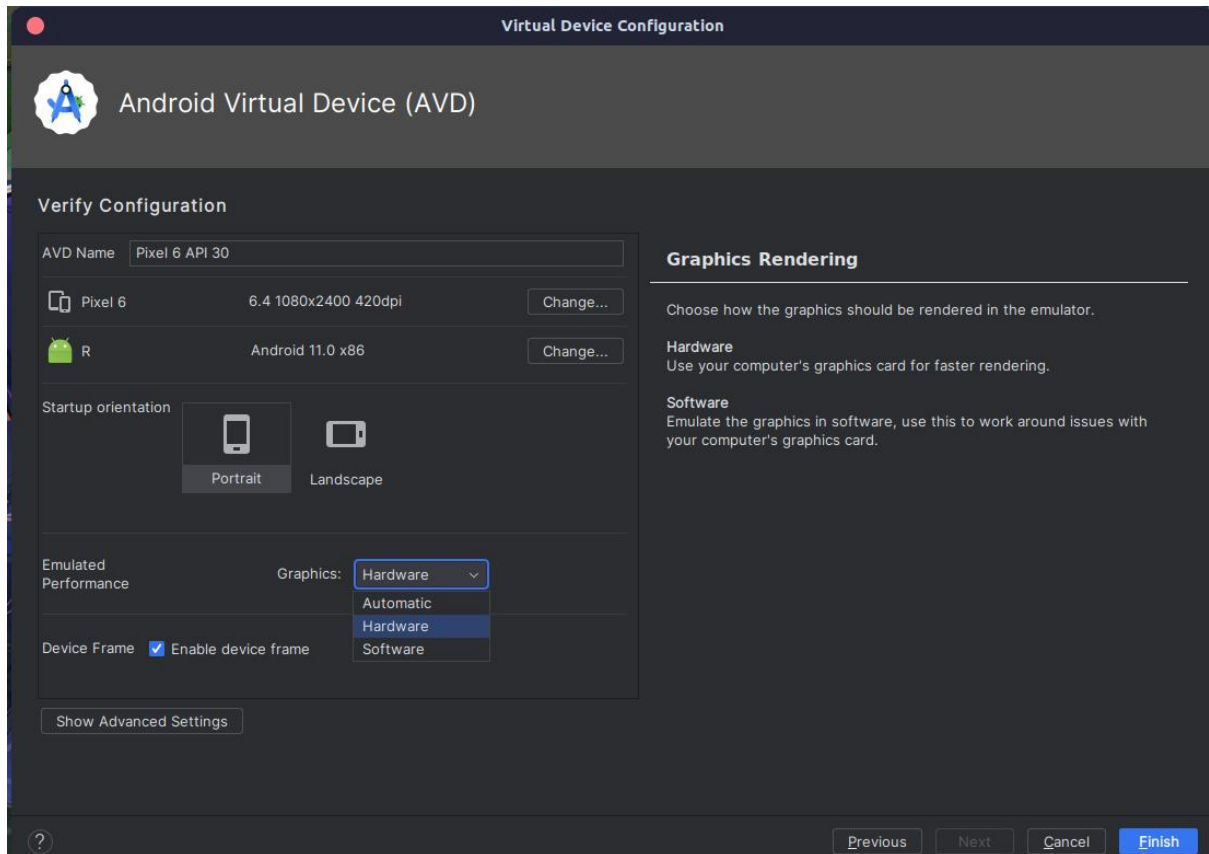 Virtual Device Configuration
Android Virtual Device (AVD)
Verify Configuration
AVD Name Pixel 6 API 30
Pixel 6 6.4 1080x2400 420dpi Change...
R Android 11.0 x86 Change...
Startup orientation
Portrait Landscape
Emulated
Performance
Graphics: Hardware
Automatic
Hardware
Software
Device Frame Enable device frame
Show Advanced Settings
Graphics Rendering
Choose how the graphics should be rendered in the emulator.
Hardware
Use your computer's graphics card for faster rendering.
Software
Emulate the graphics in software, use this to work around issues with
your computer's graphics card.
? Previous Next Cancel Finish